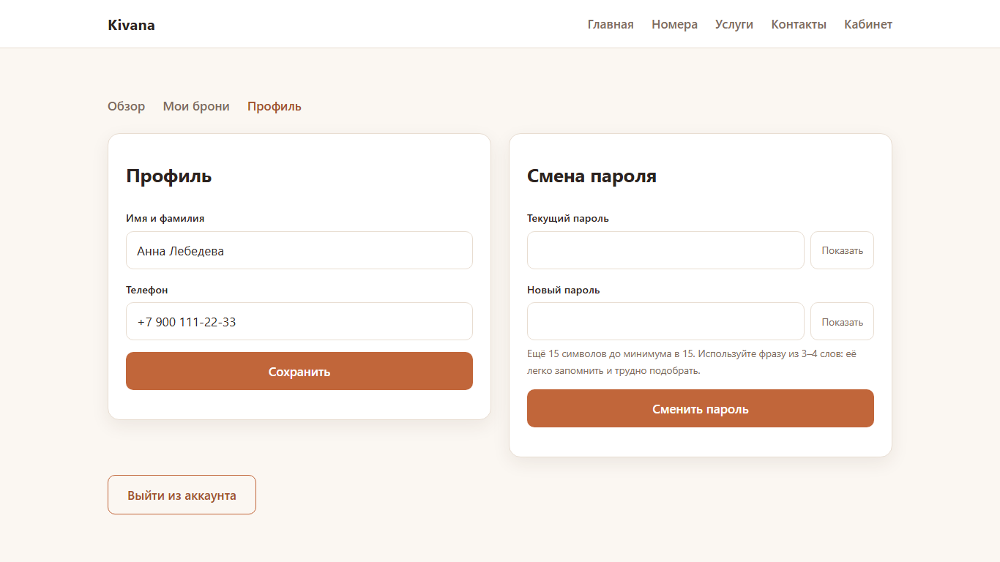 Kivana
Главная
Номера
Услуги
Контакты
Кабинет
Обзор
Мои брони
Профиль
Профиль
Имя и фамилия
Анна Лебедева
Телефон
+7 900 111-22-33
Сохранить
Смена пароля
Текущий пароль
Показать
Новый пароль
Показать
Ещё 15 символов до минимума в 15. Используйте фразу из 3–4 слов: её
легко запомнить и трудно подобрать.
Сменить пароль
Выйти из аккаунта